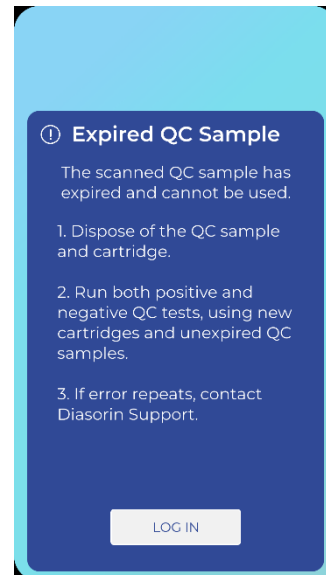 Expired QC Sample
The scanned QC sample has
expired and cannot be used.
1. Dispose of the QC sample
and cartridge.
2. Run both positive and
negative QC tests, using new
cartridges and unexpired QC
samples.
3. If error repeats, contact
Diasorin Support.
LOG IN